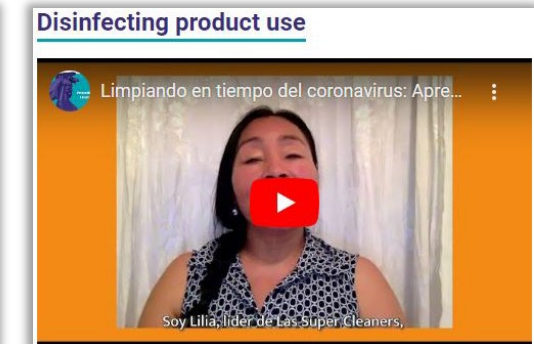 Disinfecting product use
Limpiando en tiempo del coronavirus: Apre...
Soy Lilia, líder de Las Super Cleaners,